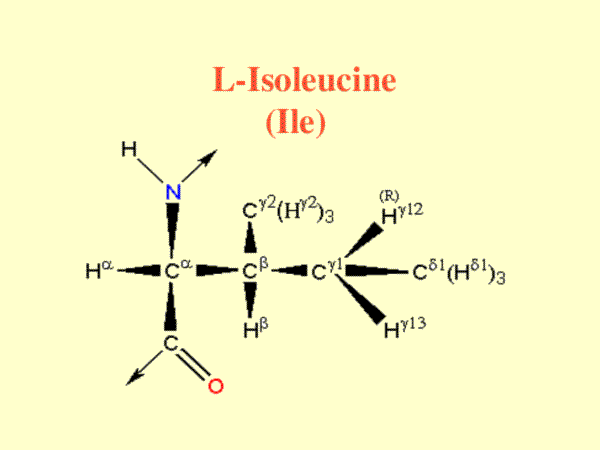 L-Isoleucine
(Ile)
H
N
Cγ2(Hγ2)3
(R)
Hγ12
Hα
Cα
Cβ
Cγ1
Cδ1(Hδ1)3
Hβ
Hγ13
C
O